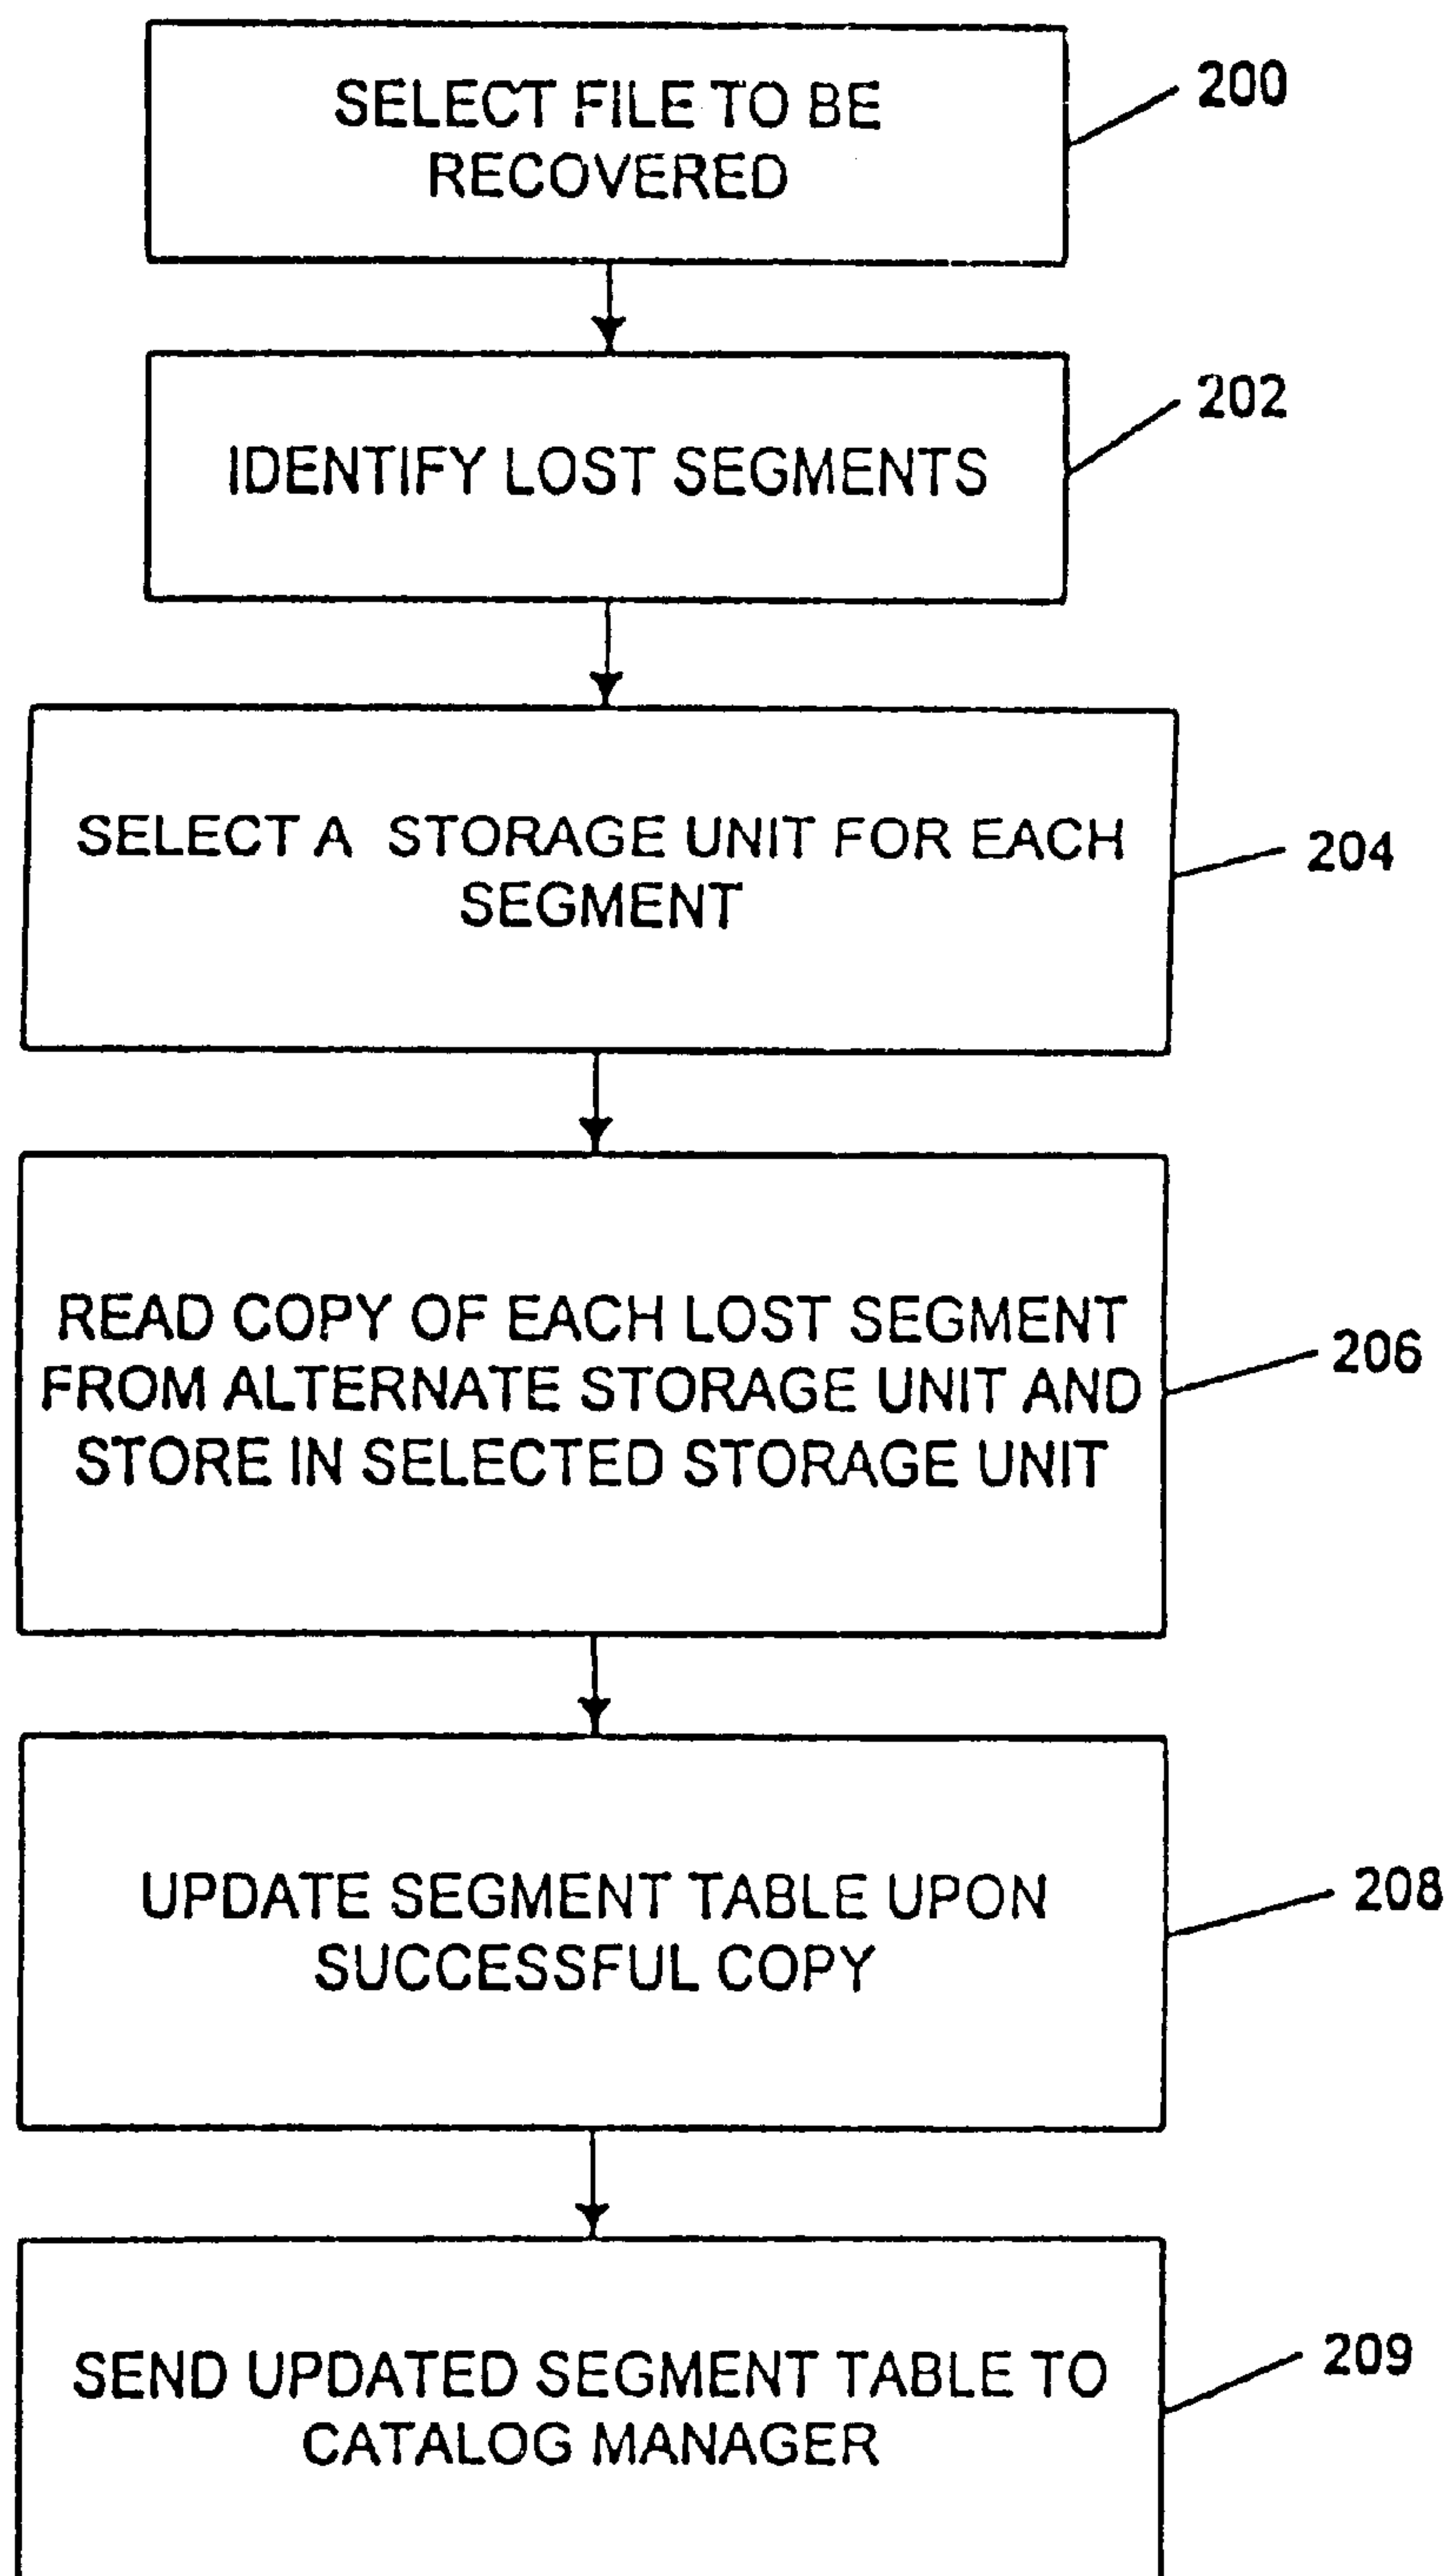 SELECT FILE TO BE
RECOVERED
200
IDENTIFY LOST SEGMENTS
202
SELECT A STORAGE UNIT FOR EACH
SEGMENT
204
READ COPY OF EACH LOST SEGMENT
FROM ALTERNATE STORAGE UNIT AND
STORE IN SELECTED STORAGE UNIT
206
UPDATE SEGMENT TABLE UPON
SUCCESSFUL COPY
208
SEND UPDATED SEGMENT TABLE TO
CATALOG MANAGER
209